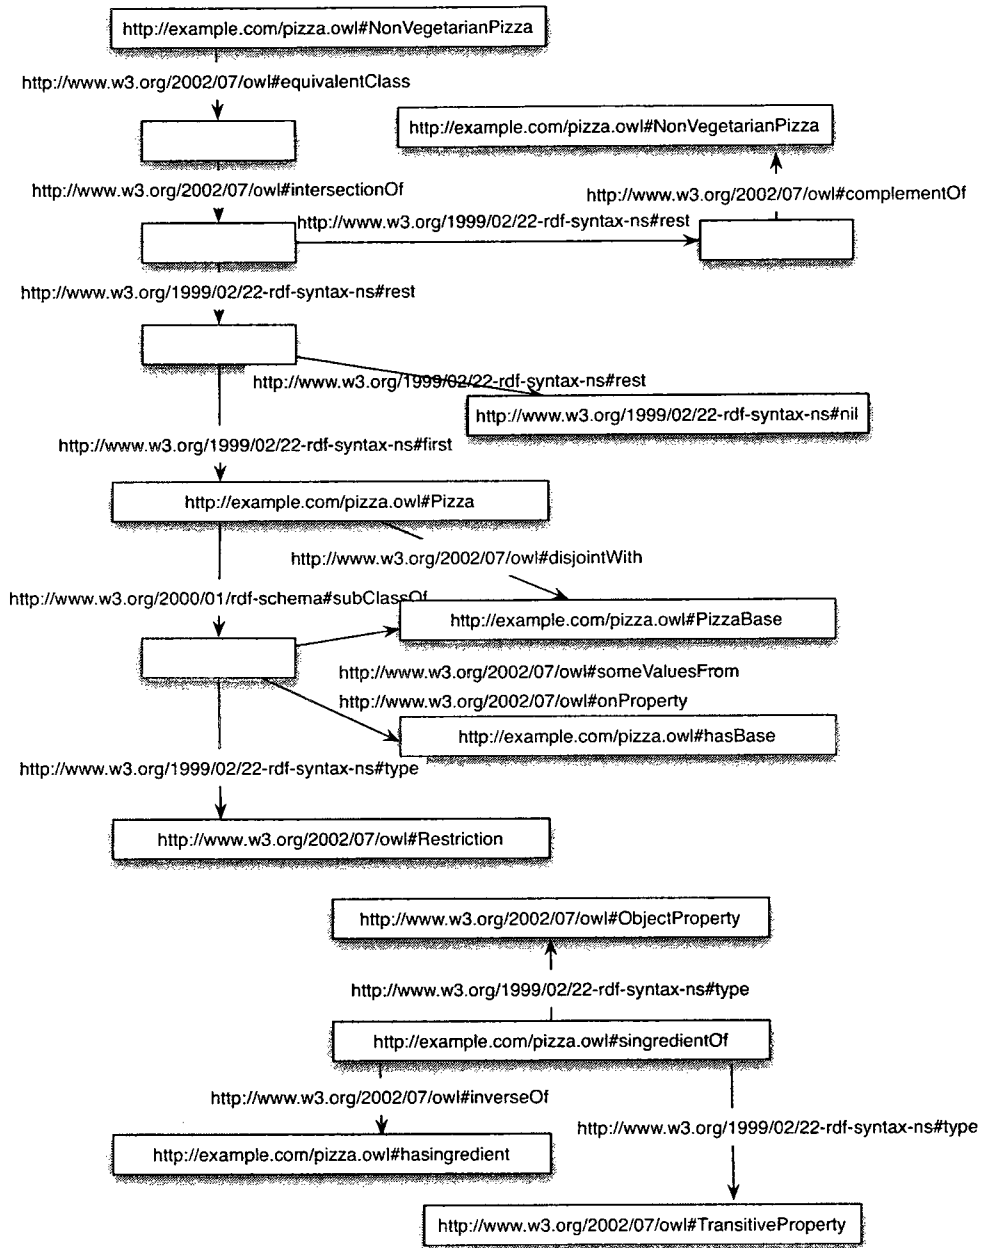 http://example.com/pizza.owl#NonVegetarianPizza
http://www.w3.org/2002/07/owl#equivalentClass
http://example.com/pizza.owl#NonVegetarianPizza
http://www.w3.org/2002/07/owl#intersectionOf
http://www.w3.org/2002/07/owl#complementOf
http://www.w3.org/1999/02/22-rdf-syntax-ns#rest
http://www.w3.org/1999/02/22-rdf-syntax-ns#rest
http://www.w3.org/1999/02/22-rdf-syntax-ns#rest
http://www.w3.org/1999/02/22-rdf-syntax-ns#nil
http://www.w3.org/1999/02/22-rdf-syntax-ns#first
http://example.com/pizza.owl#Pizza
http://www.w3.org/2002/07/owl#disjointWith
http://www.w3.org/2000/01/rdf-schema#subClassOf
http://example.com/pizza.owl#PizzaBase
http://www.w3.org/2002/07/owl#someValuesFrom
http://www.w3.org/2002/07/owl#onProperty
http://example.com/pizza.owl#hasBase
http://www.w3.org/1999/02/22-rdf-syntax-ns#type
http://www.w3.org/2002/07/owl#Restriction
http://www.w3.org/2002/07/owl#ObjectProperty
http://www.w3.org/1999/02/22-rdf-syntax-ns#type
http://example.com/pizza.owl#singredientOf
http://www.w3.org/2002/07/owl#inverseOf
http://www.w3.org/1999/02/22-rdf-syntax-ns#type
http://example.com/pizza.owl#hasingredient
http://www.w3.org/2002/07/owl#TransitiveProperty